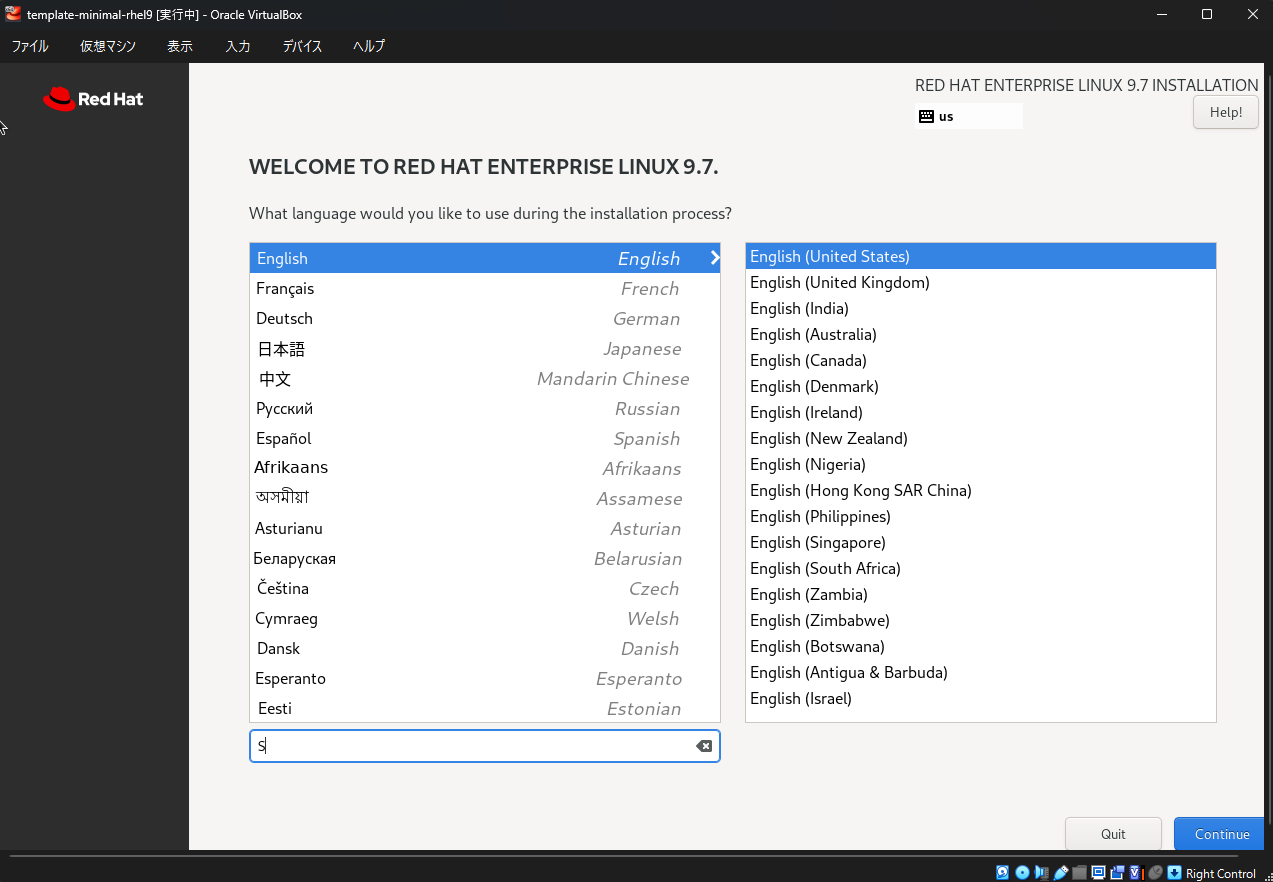 template-minimal-rhel9 [実行中] - Oracle VirtualBox
ファイル 仮想マシン 表示 入力 デバイス ヘルプ
Red Hat
RED HAT ENTERPRISE LINUX 9.7 INSTALLATION
us
Help!
WELCOME TO RED HAT ENTERPRISE LINUX 9.7.
What language would you like to use during the installation process?
English English
Français French
Deutsch German
日本語 Japanese
中文 Mandarin Chinese
Русский Russian
Español Spanish
Afrikaans Afrikaans
অসমীয়া Assamese
Asturianu Asturian
Беларуская Belarusian
Čeština Czech
Cymraeg Welsh
Dansk Danish
Esperanto Esperanto
Eesti Estonian
S
English (United States)
English (United Kingdom)
English (India)
English (Australia)
English (Canada)
English (Denmark)
English (Ireland)
English (New Zealand)
English (Nigeria)
English (Hong Kong SAR China)
English (Philippines)
English (Singapore)
English (South Africa)
English (Zambia)
English (Zimbabwe)
English (Botswana)
English (Antigua & Barbuda)
English (Israel)
Quit
Continue
Right Control